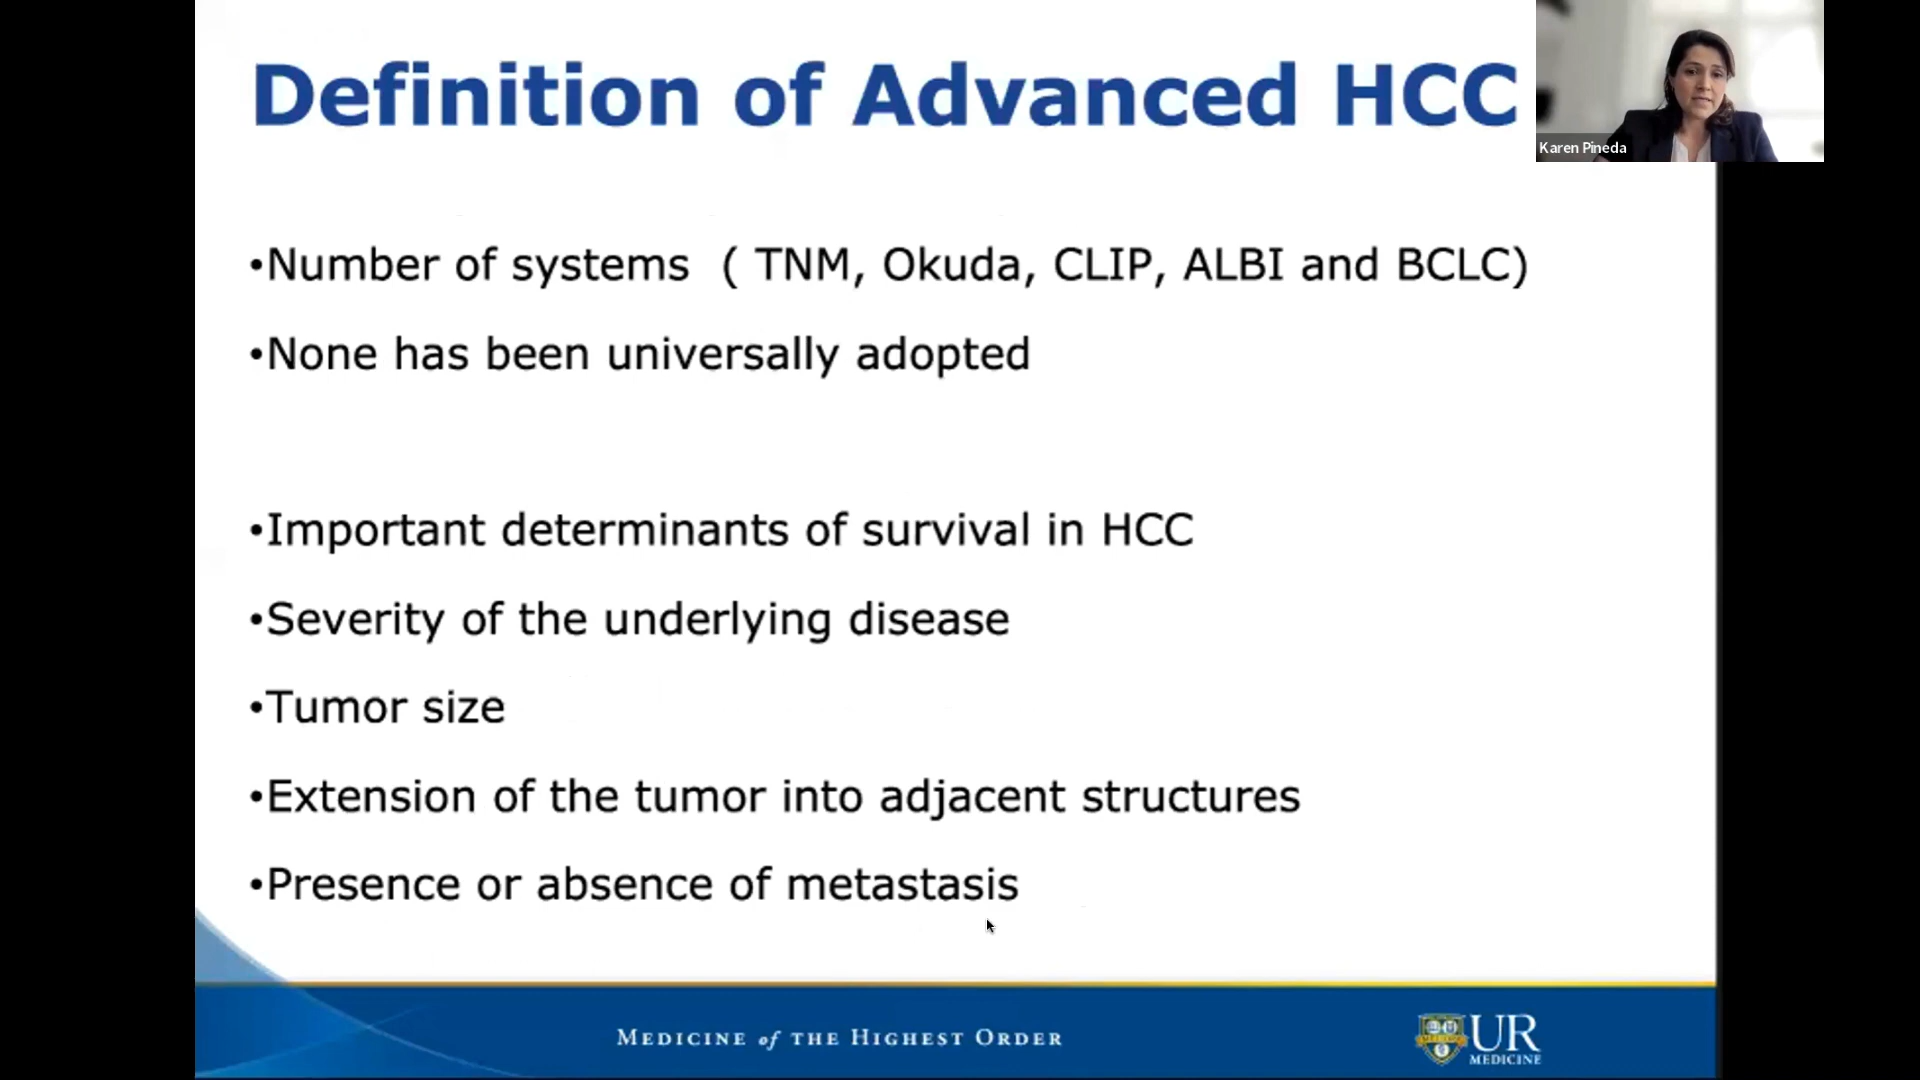 Definition of Advanced HCC
Karen Pineda
•Number of systems ( TNM, Okuda, CLIP, ALBI and BCLC)
•None has been universally adopted
•Important determinants of survival in HCC
•Severity of the underlying disease
•Tumor size
•Extension of the tumor into adjacent structures
•Presence or absence of metastasis
MEDICINE of THE HIGHEST ORDER
UR
MEDICINE